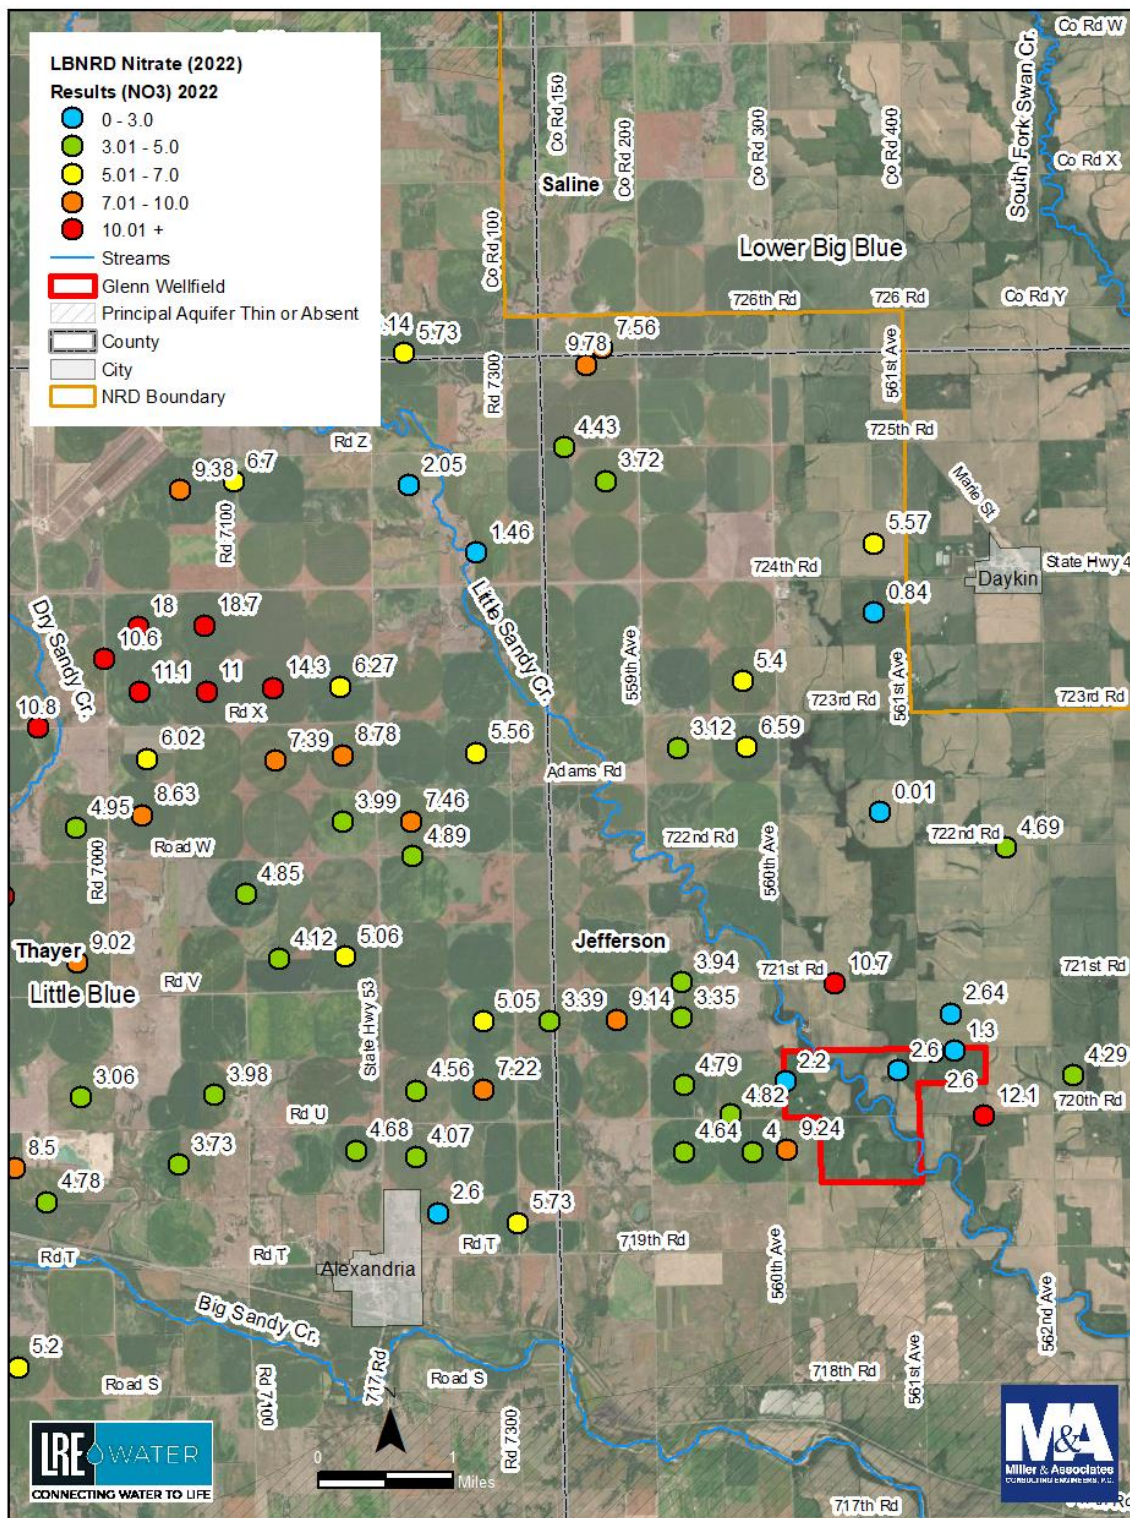 LBNRD Nitrate (2022)
Results (NO3) 2022
0 - 3.0
3.01 - 5.0
5.01 - 7.0
7.01 - 10.0
10.01 +
Streams
Glenn Wellfield
Principal Aquifer Thin or Absent
County
City
NRD Boundary
Co Rd W
South Fork Swan Cr.
Co Rd 150
Co Rd 200
Co Rd 300
Co Rd 400
Co Rd X
Saline
Co Rd 100
Lower Big Blue
726th Rd
726 Rd
Co Rd Y
.14
5.73
9.78
7.56
Rd 7300
561st Ave
725th Rd
Rd Z
4.43
3.72
9.38
6.7
2.05
Rd 7100
Marie St
1.46
5.57
724th Rd
Daykin
State Hwy 4
0.84
Dry Sandy Cr.
18
18.7
10.6
Little Sandy Cr.
11.1
11
14.3
6.27
Rd X
559th Ave
5.4
723rd Rd
561st Ave
723rd Rd
10.8
6.02
7.39
8.78
5.56
3.12
6.59
Adams Rd
4.95
8.63
3.99
7.46
4.89
0.01
722nd Rd
722nd Rd
4.69
Rd 7000
Road W
560th Ave
4.85
Thayer
9.02
4.12
5.06
Jefferson
Little Blue
Rd V
3.94
721st Rd
10.7
721st Rd
State Hwy 53
5.05
3.39
9.14
3.35
2.64
1.3
3.06
3.98
4.56
7.22
4.79
2.2
2.6
2.6
4.29
Rd U
4.82
720th Rd
12.1
8.5
3.73
4.68
4.07
4.64
4
9.24
4.78
2.6
5.73
Rd T
Rd T
Rd T
719th Rd
560th Ave
Alexandria
Big Sandy Cr.
562nd Ave
5.2
Road S
Rd 7100
717 Rd
Road S
718th Rd
561st Ave
N
0
1
Miles
Rd 7300
717th Rd
LRE WATER
CONNECTING WATER TO LIFE
M&A
Miller & Associates
CONSULTING ENGINEERS, P.C.